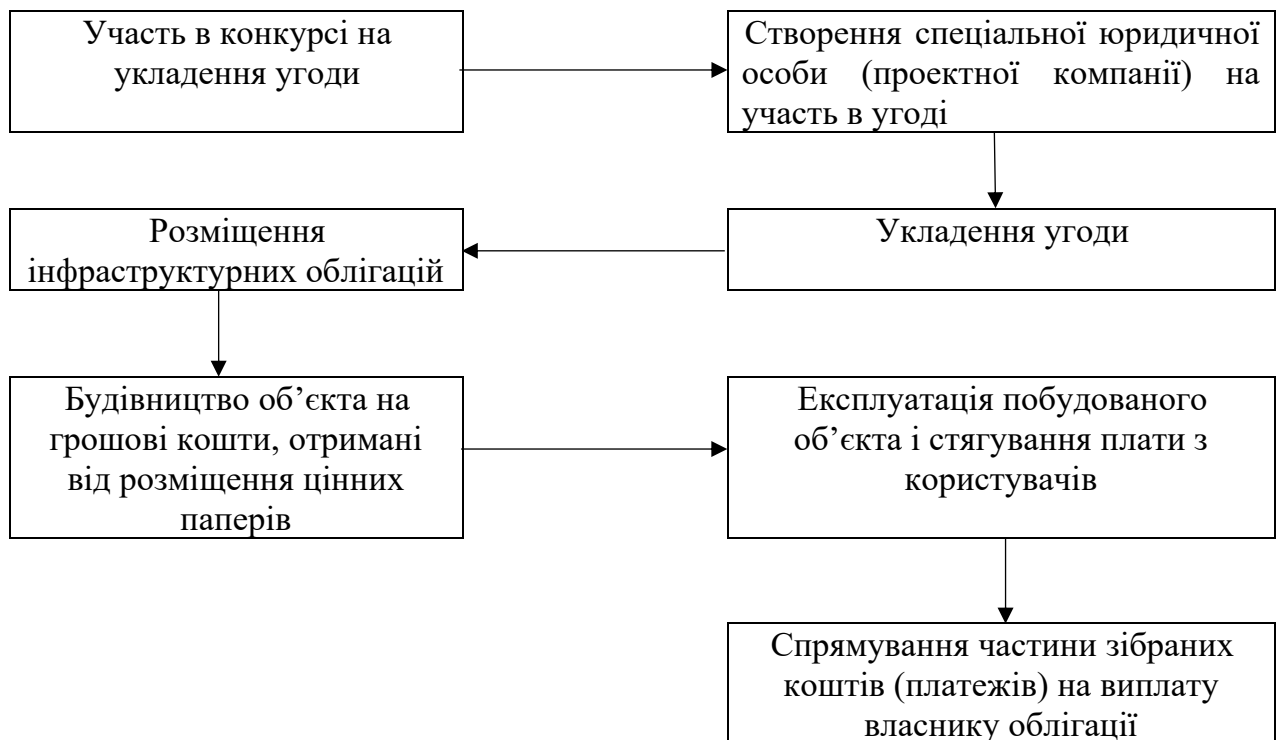 Участь в конкурсі на
укладення угоди
Створення спеціальної юридичної
особи (проектної компанії) на
участь в угоді
Укладення угоди
Розміщення
інфраструктурних облігацій
Будівництво об’єкта на
грошові кошти, отримані
від розміщення цінних
паперів
Експлуатація побудованого
об’єкта і стягування плати з
користувачів
Спрямування частини зібраних
коштів (платежів) на виплату
власнику облігації